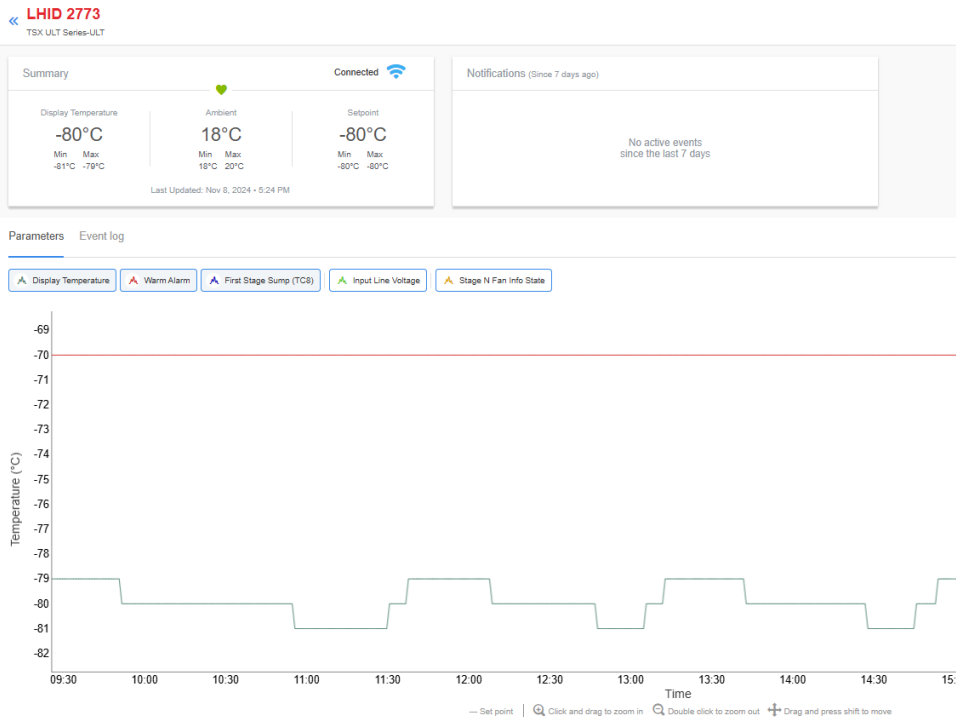 LHID 2773
TSX ULT Series-ULT
Summary
Connected
Display Temperature
-80°C
Min Max
-81°C -79°C
Ambient
18°C
Min Max
18°C 20°C
Setpoint
-80°C
Min Max
-80°C -80°C
Last Updated: Nov 8, 2024 • 5:24 PM
Notifications (Since 7 days ago)
No active events
since the last 7 days
Parameters Event log
Display Temperature Warm Alarm First Stage Sump (TC8) Input Line Voltage Stage N Fan Info State
Temperature (°C)
-69
-70
-71
-72
-73
-74
-75
-76
-77
-78
-79
-80
-81
-82
09:30 10:00 10:30 11:00 11:30 12:00 12:30 13:00 13:30 14:00 14:30 15:
Time
— Set point Click and drag to zoom in Double click to zoom out Drag and press shift to move